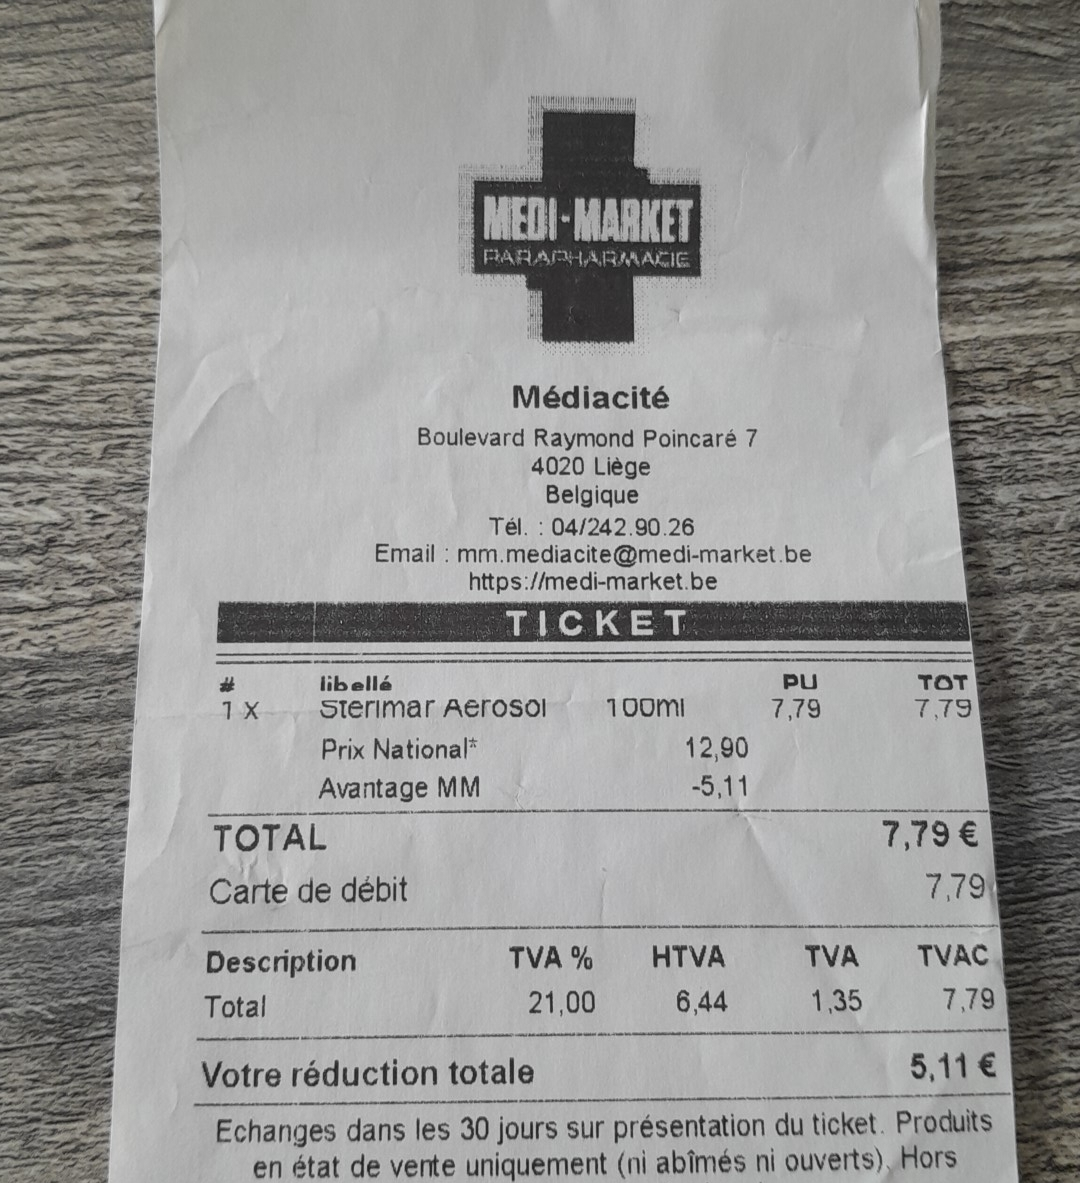 MEDI-MARKET
PARAPHARMACIE
Médiacité
Boulevard Raymond Poincaré 7
4020 Liège
Belgique
Tél. : 04/242.90.26
Email : mm.mediacite@medi-market.be
https://medi-market.be
TICKET
# libellé PU TOT
1 X Sterimar Aerosol 100ml 7,79 7,79
Prix National* 12,90
Avantage MM -5,11
TOTAL 7,79 €
Carte de débit 7,79
Description TVA % HTVA TVA TVAC
Total 21,00 6,44 1,35 7,79
Votre réduction totale 5,11 €
Echanges dans les 30 jours sur présentation du ticket. Produits
en état de vente uniquement (ni abîmés ni ouverts), Hors